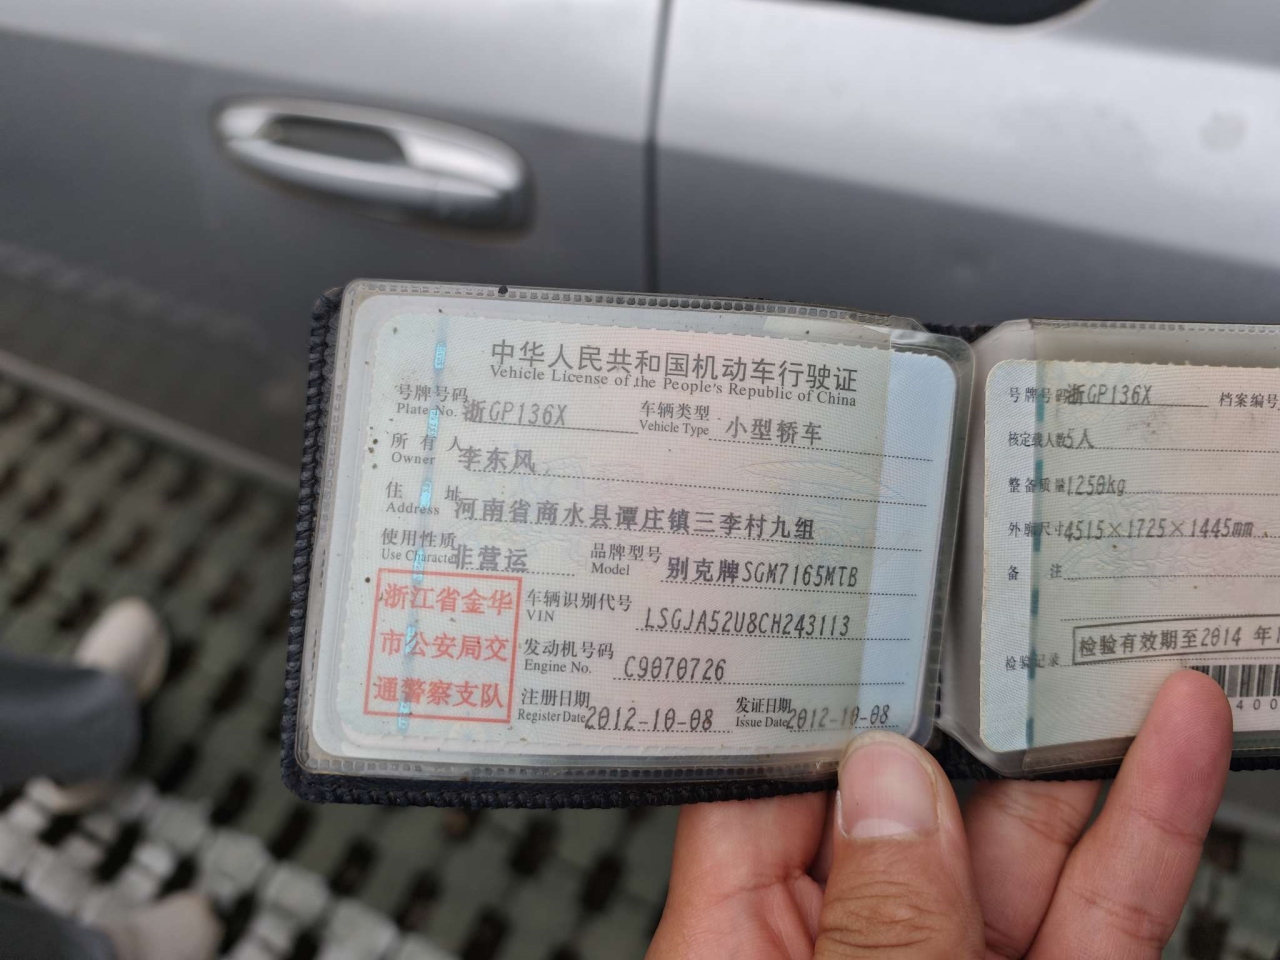 中华人民共和国机动车行驶证
Vehicle License of the People's Republic of China
号牌号码 浙GP136X 车辆类型 小型轿车
Plate No. Vehicle Type
所有人 李东风
Owner
住址 河南省商水县谭庄镇三李村九组
Address
使用性质 非营运 品牌型号 别克牌SGM7165MTB
Use Character Model
浙江省金华
市公安局交
通警察支队
车辆识别代号 LSGJA52U8CH243113
VIN
发动机号码 C9070726
Engine No.
注册日期 2012-10-08 发证日期 2012-10-08
Register Date Issue Date
号牌号码 浙GP136X 档案编号
核定载人数 5人
整备质量 1250kg
外廓尺寸 4515×1725×1445mm
备注
检验记录 检验有效期至2014 年
400